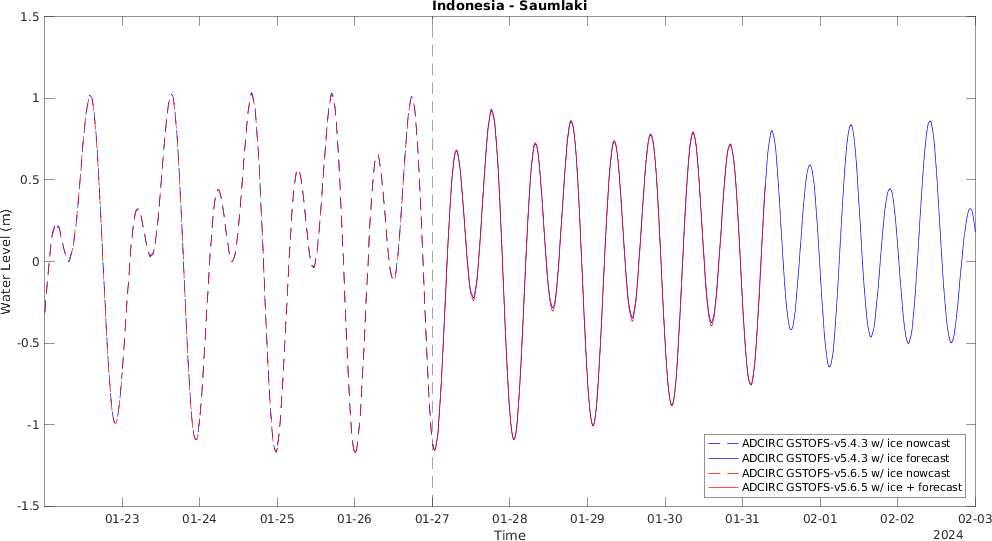 Indonesia - Saumlaki
1.5
1
0.5
0
-0.5
-1
-1.5
Water Level (m)
ADCIRC GSTOFS-v5.4.3 w/ ice nowcast
ADCIRC GSTOFS-v5.4.3 w/ ice forecast
ADCIRC GSTOFS-v5.6.5 w/ ice nowcast
ADCIRC GSTOFS-v5.6.5 w/ ice + forecast
01-23 01-24 01-25 01-26 01-27 01-28 01-29 01-30 01-31 02-01 02-02 02-03
Time
2024